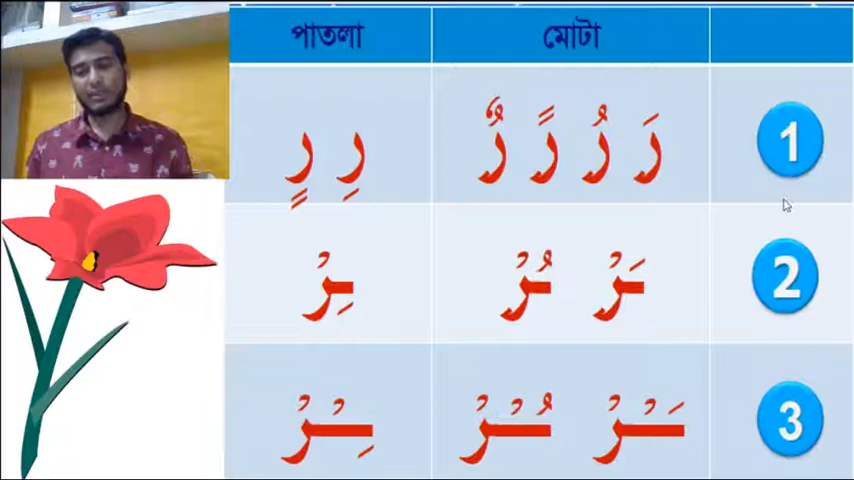 পাতলা মোটা
رَ رُ رً رٌ رِ رٍ 1
ـَرْ ـُرْ ـِرْ 2
ـَـْرْ ـُـْرْ ـِـْرْ 3